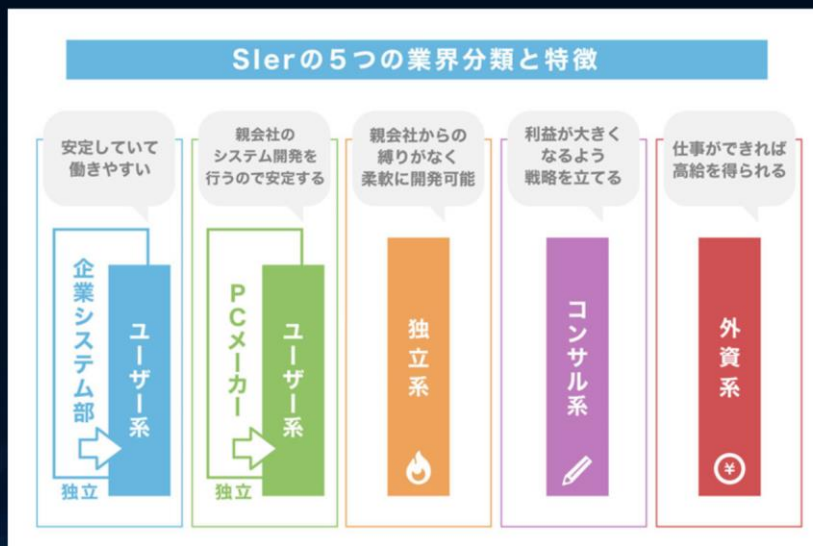 SIerの５つの業界分類と特徴
安定していて
働きやすい
企業システム部
ユーザー系
独立
親会社の
システム開発を
行うので安定する
PCメーカー
ユーザー系
独立
親会社からの
縛りがなく
柔軟に開発可能
独立系
利益が大きく
なるよう
戦略を立てる
コンサル系
仕事ができれば
高給を得られる
外資系
¥